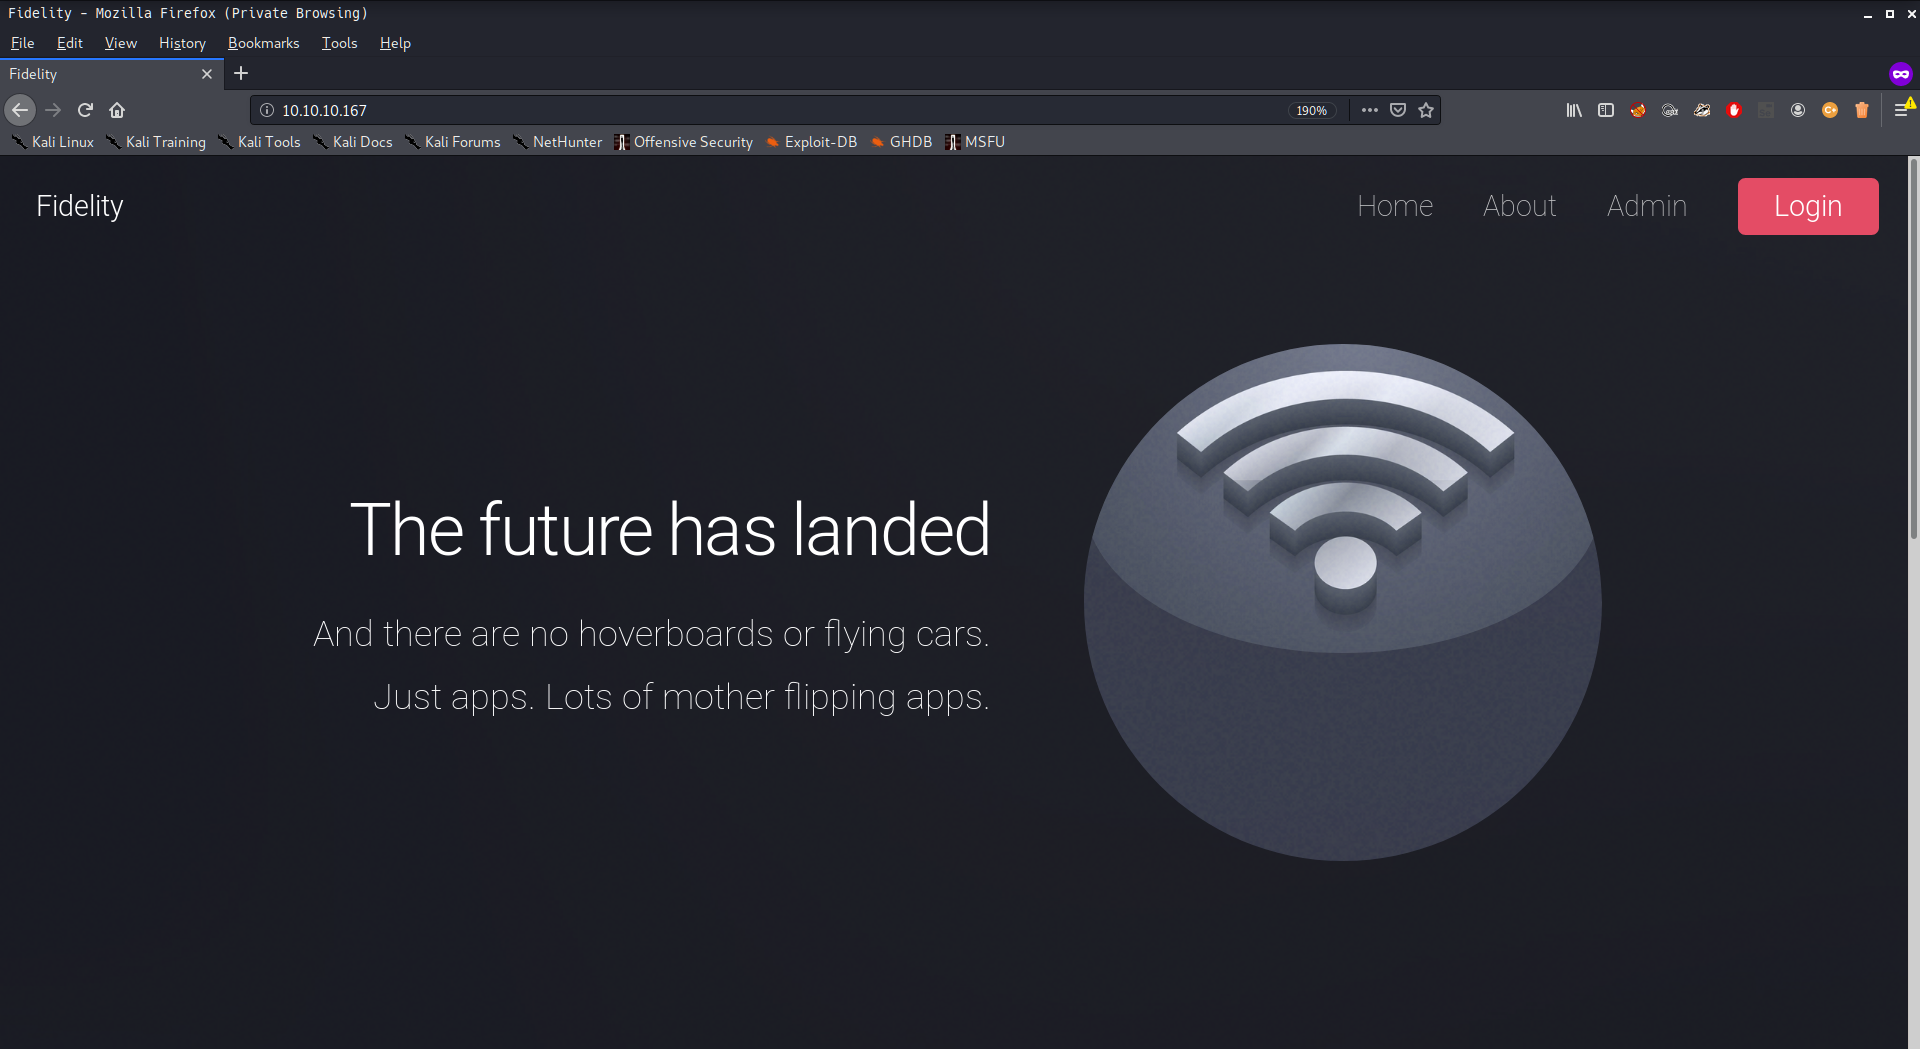 Fidelity - Mozilla Firefox (Private Browsing)
File Edit View History Bookmarks Tools Help
Fidelity
10.10.10.167 190%
Kali Linux Kali Training Kali Tools Kali Docs Kali Forums NetHunter Offensive Security Exploit-DB GHDB MSFU
Fidelity Home About Admin Login
The future has landed
And there are no hoverboards or flying cars.
Just apps. Lots of mother flipping apps.